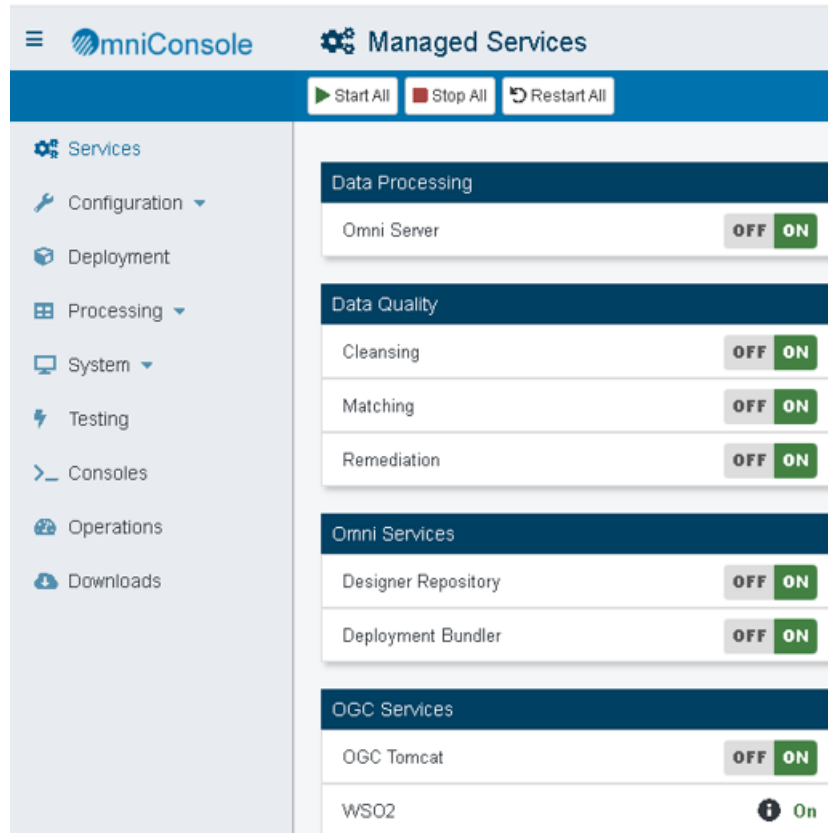 OmniConsole
Managed Services
Start All Stop All Restart All
Services
Configuration
Deployment
Processing
System
Testing
Consoles
Operations
Downloads
Data Processing
Omni Server OFF ON
Data Quality
Cleansing OFF ON
Matching OFF ON
Remediation OFF ON
Omni Services
Designer Repository OFF ON
Deployment Bundler OFF ON
OGC Services
OGC Tomcat OFF ON
WSO2 On